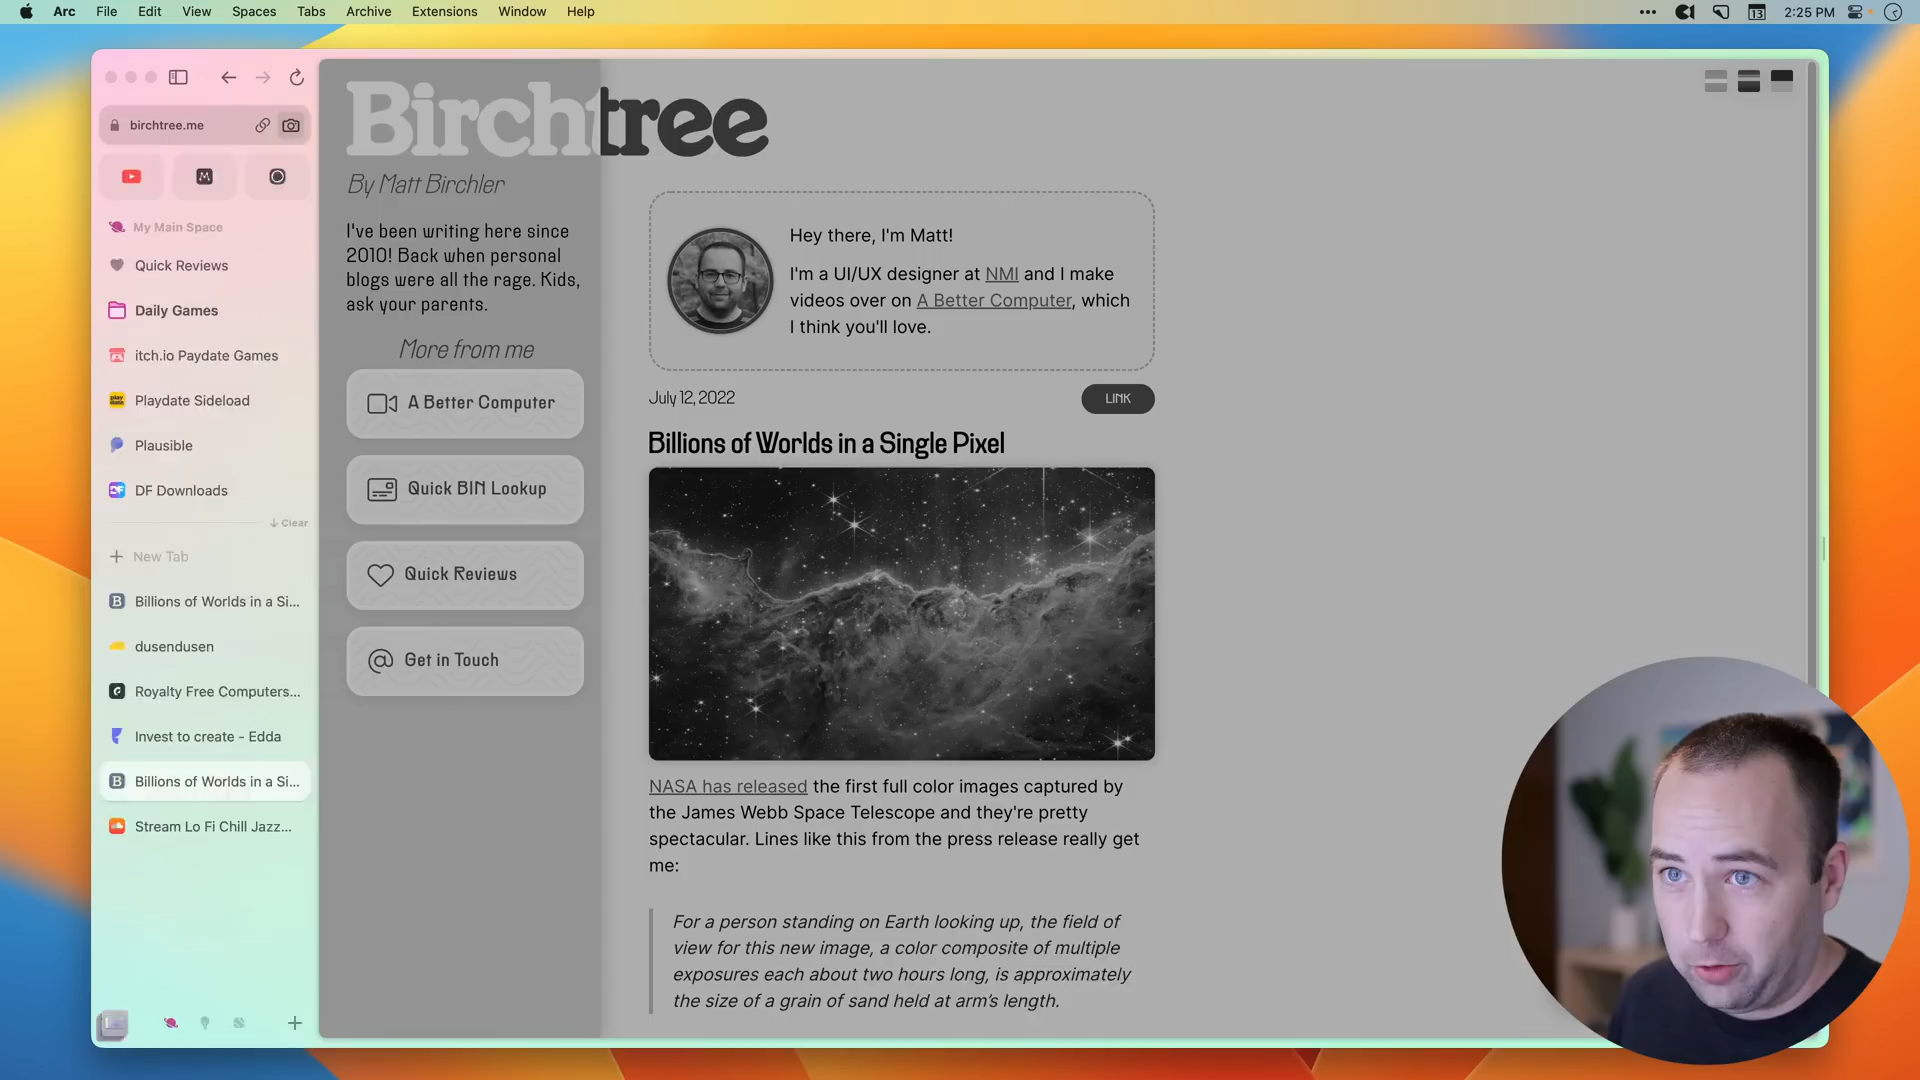 Arc File Edit View Spaces Tabs Archive Extensions Window Help
13 2:25 PM
birchtree.me
My Main Space
Quick Reviews
Daily Games
itch.io Paydate Games
Playdate Sideload
Plausible
DF Downloads
Clear
New Tab
Billions of Worlds in a Si...
dusendusen
Royalty Free Computers...
Invest to create - Edda
Billions of Worlds in a Si...
Stream Lo Fi Chill Jazz...
Birchtree
By Matt Birchler
I've been writing here since
2010! Back when personal
blogs were all the rage. Kids,
ask your parents.
More from me
A Better Computer
Quick BIN Lookup
Quick Reviews
Get in Touch
Hey there, I'm Matt!
I'm a UI/UX designer at NMI and I make
videos over on A Better Computer, which
I think you'll love.
July 12, 2022
LINK
Billions of Worlds in a Single Pixel
NASA has released the first full color images captured by
the James Webb Space Telescope and they're pretty
spectacular. Lines like this from the press release really get
me:
For a person standing on Earth looking up, the field of
view for this new image, a color composite of multiple
exposures each about two hours long, is approximately
the size of a grain of sand held at arm's length.